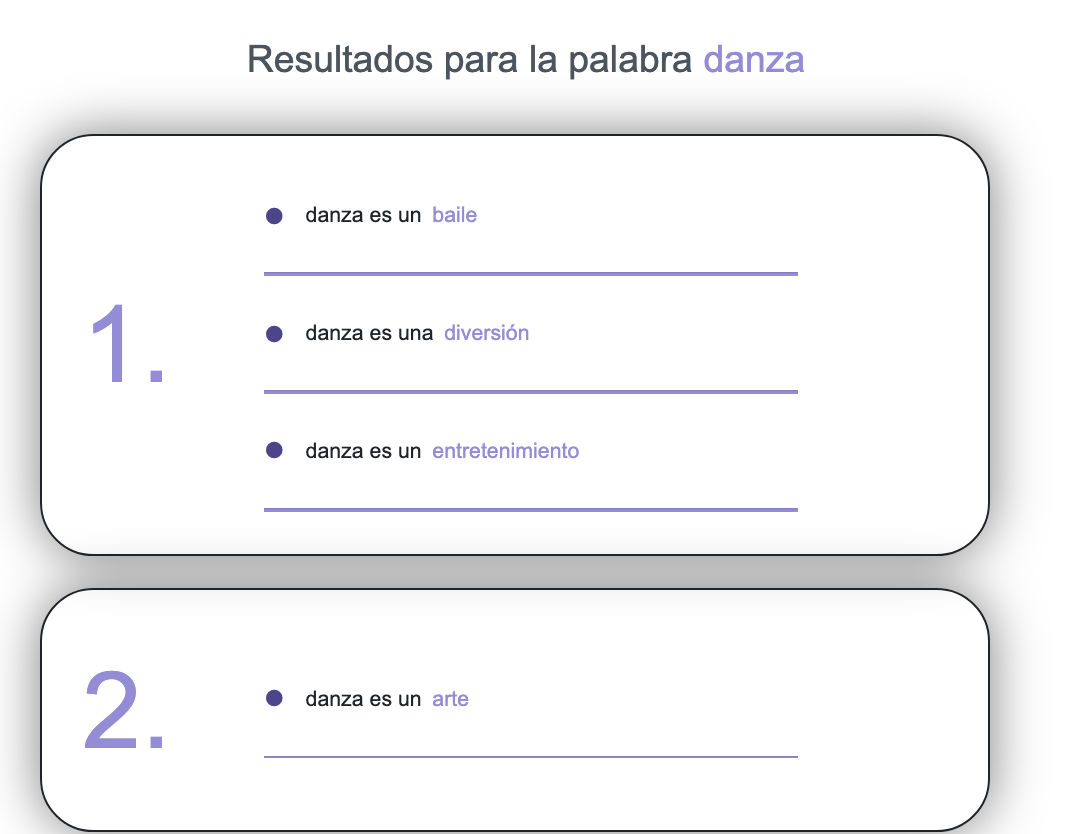 Resultados para la palabra danza
1.
danza es un baile
danza es una diversión
danza es un entretenimiento
2.
danza es un arte